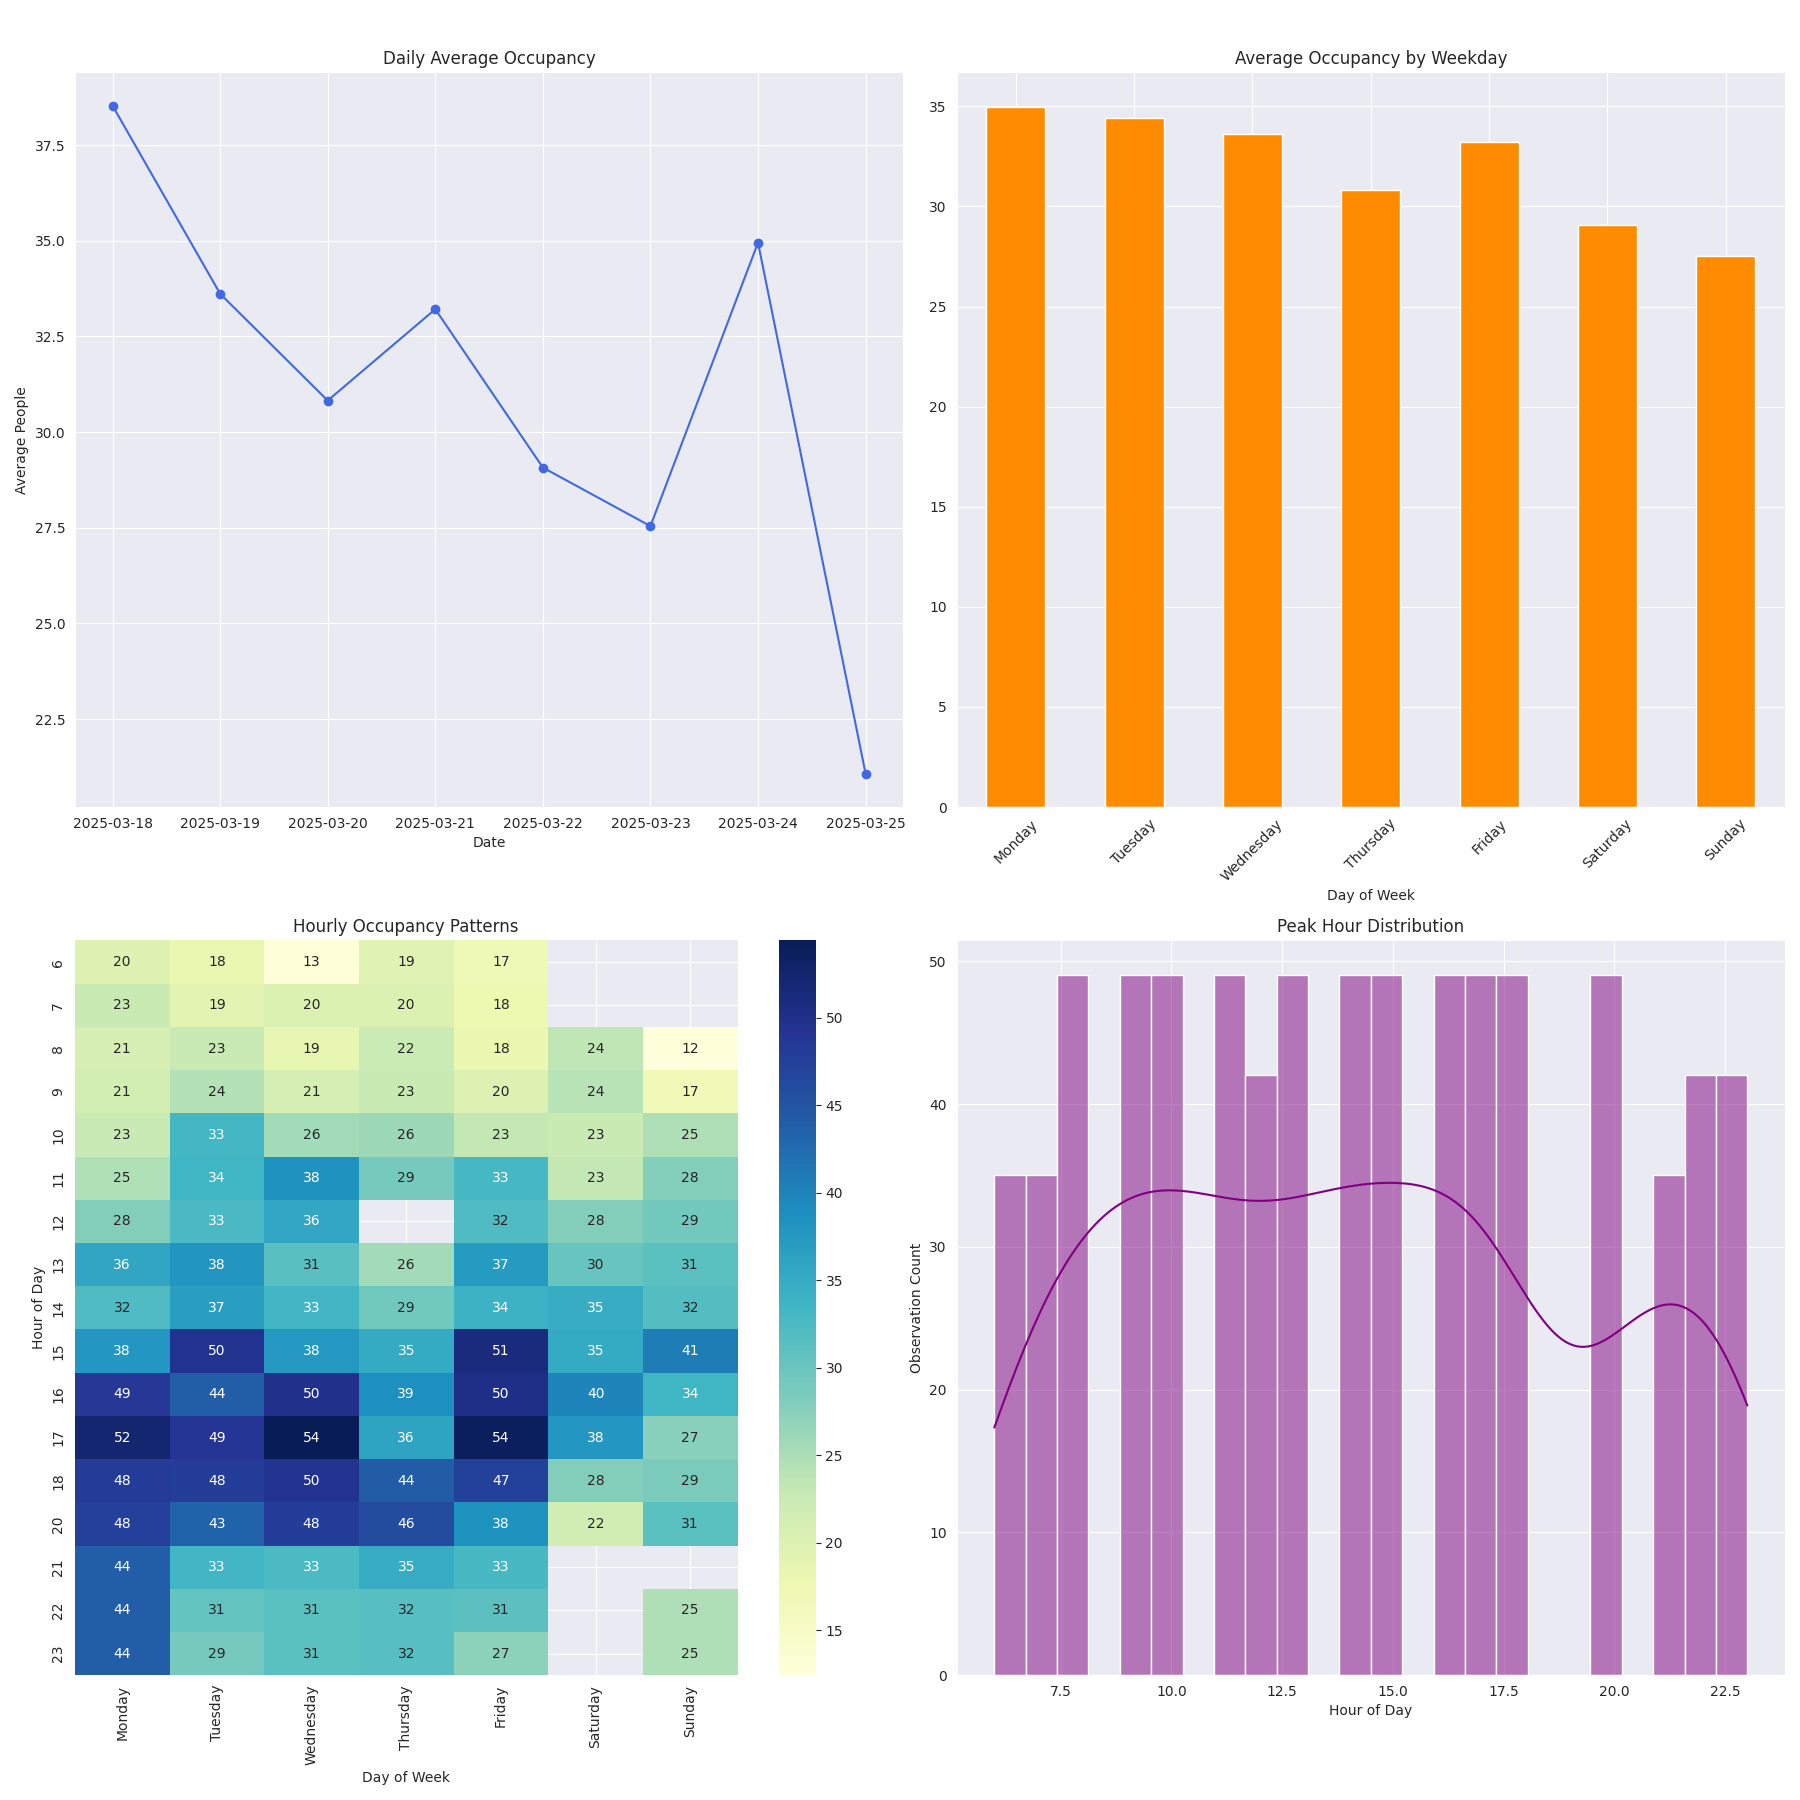 Daily Average Occupancy
Average People
37.5
35.0
32.5
30.0
27.5
25.0
22.5
2025-03-18 2025-03-19 2025-03-20 2025-03-21 2025-03-22 2025-03-23 2025-03-24 2025-03-25
Date
Average Occupancy by Weekday
35
30
25
20
15
10
5
0
Monday Tuesday Wednesday Thursday Friday Saturday Sunday
Day of Week
Hourly Occupancy Patterns
Hour of Day
6 20 18 13 19 17
7 23 19 20 20 18
8 21 23 19 22 18 24 12
9 21 24 21 23 20 24 17
10 23 33 26 26 23 23 25
11 25 34 38 29 33 23 28
12 28 33 36 32 28 29
13 36 38 31 26 37 30 31
14 32 37 33 29 34 35 32
15 38 50 38 35 51 35 41
16 49 44 50 39 50 40 34
17 52 49 54 36 54 38 27
18 48 48 50 44 47 28 29
20 48 43 48 46 38 22 31
21 44 33 33 35 33
22 44 31 31 32 31 25
23 44 29 31 32 27 25
Monday Tuesday Wednesday Thursday Friday Saturday Sunday
Day of Week
50
45
40
35
30
25
20
15
Peak Hour Distribution
Observation Count
50
40
30
20
10
0
7.5 10.0 12.5 15.0 17.5 20.0 22.5
Hour of Day